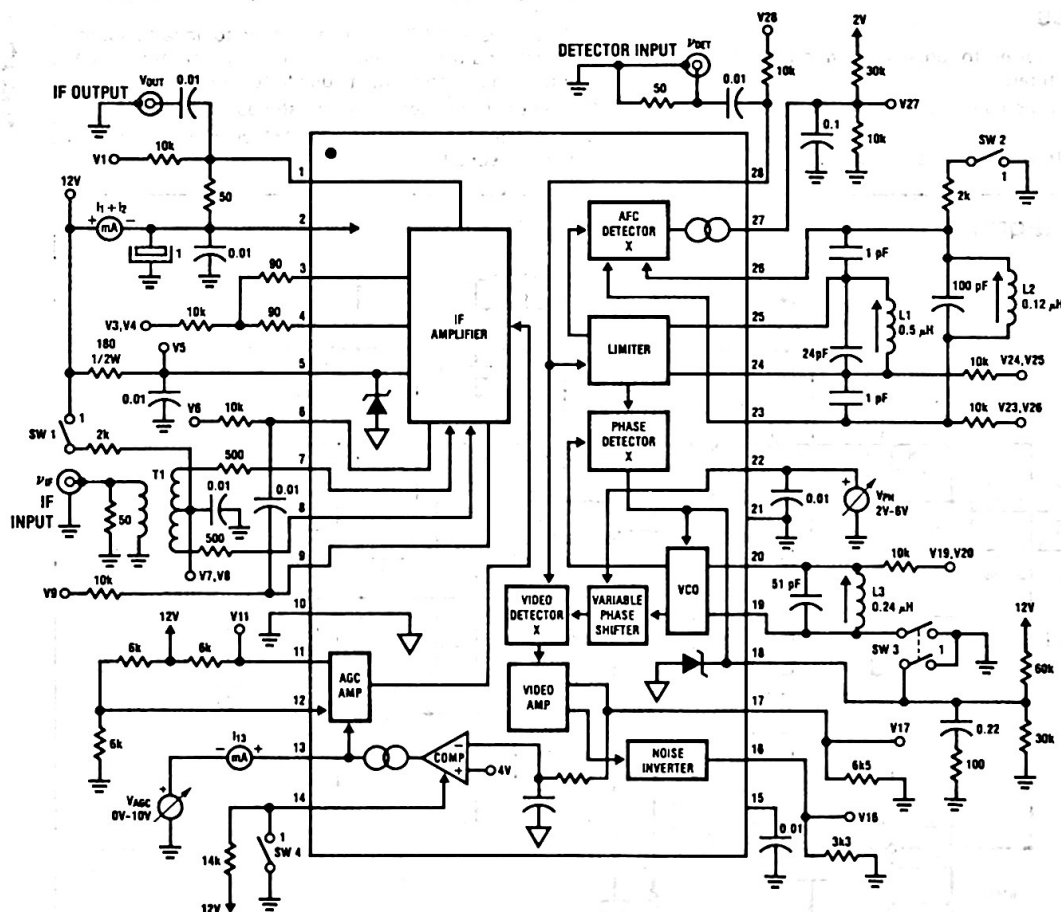 V28
2V
DETECTOR INPUT
VDET
10k
0.01
50
30k
V27
0.1
10k
IF OUTPUT
VOUT
0.01
V1
10k
50
12V
I1 + I2
+
mA
−
1
0.01
SW 2
1
2k
1
2
3
4
5
6
7
8
9
10
11
12
13
14
28
27
26
25
24
23
22
21
20
19
18
17
16
15
90
V3,V4
10k
90
180
1/2W
V5
0.01
V6
10k
SW 1
1
2k
νIF
IF
INPUT
50
T1
500
0.01
500
0.01
V7,V8
V9
10k
12V
V11
6k
6k
6k
−
I13
+
mA
+
VAGC
0V–10V
14k
12V
1
SW 4
IF
AMPLIFIER
AFC
DETECTOR
X
LIMITER
PHASE
DETECTOR
X
VCO
VIDEO
DETECTOR
X
VARIABLE
PHASE
SHIFTER
VIDEO
AMP
AGC
AMP
COMP
−
+
4V
NOISE
INVERTER
1 pF
100 pF
L2
0.12 μH
L1
0.5 μH
24pF
10k
V24,V25
1 pF
10k
V23,V26
0.01
+
VPH
2V–6V
10k
V19,V20
51 pF
L3
0.24 μH
12V
SW 3
1
60k
0.22
100
30k
V17
6k5
V16
0.01
3k3